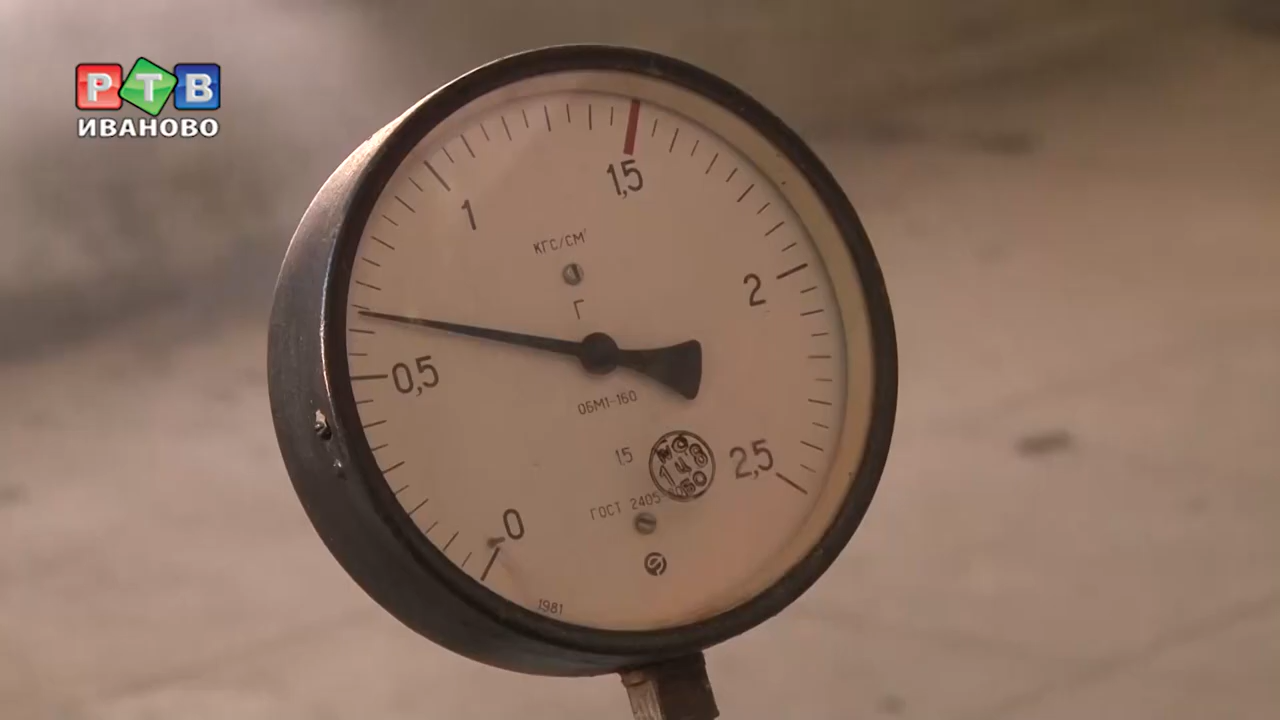 РТВ
ИВАНОВО
1,5
1
КГС/СМ²
2
Г
0,5
ОБМ1-160
1,5
2,5
0
ГОСТ 2405
1981